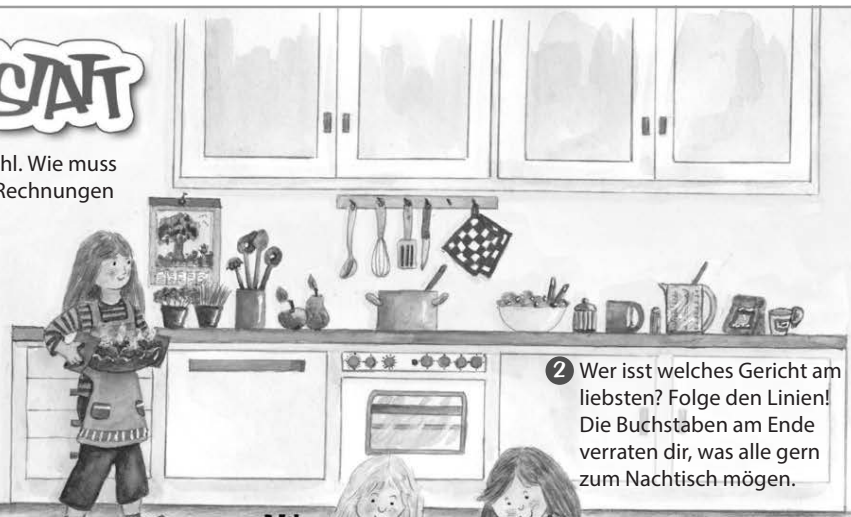 STATT
hl. Wie muss
Rechnungen
2 Wer isst welches Gericht am
liebsten? Folge den Linien!
Die Buchstaben am Ende
verraten dir, was alle gern
zum Nachtisch mögen.